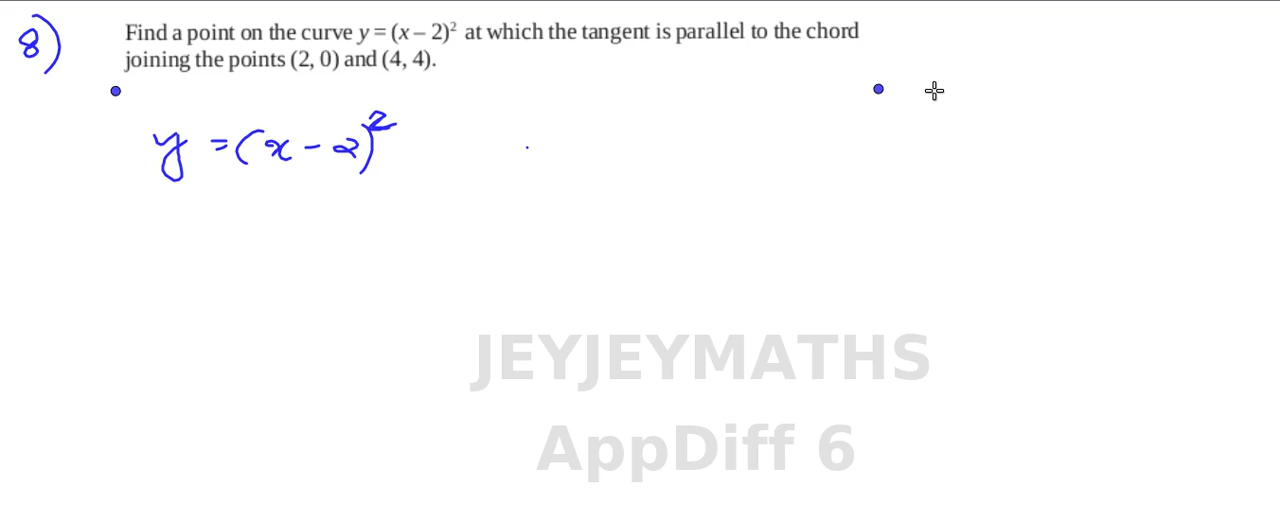 8)
Find a point on the curve y = (x – 2)² at which the tangent is parallel to the chord
joining the points (2, 0) and (4, 4).
y = (x - 2)²
JEYJEYMATHS
AppDiff 6